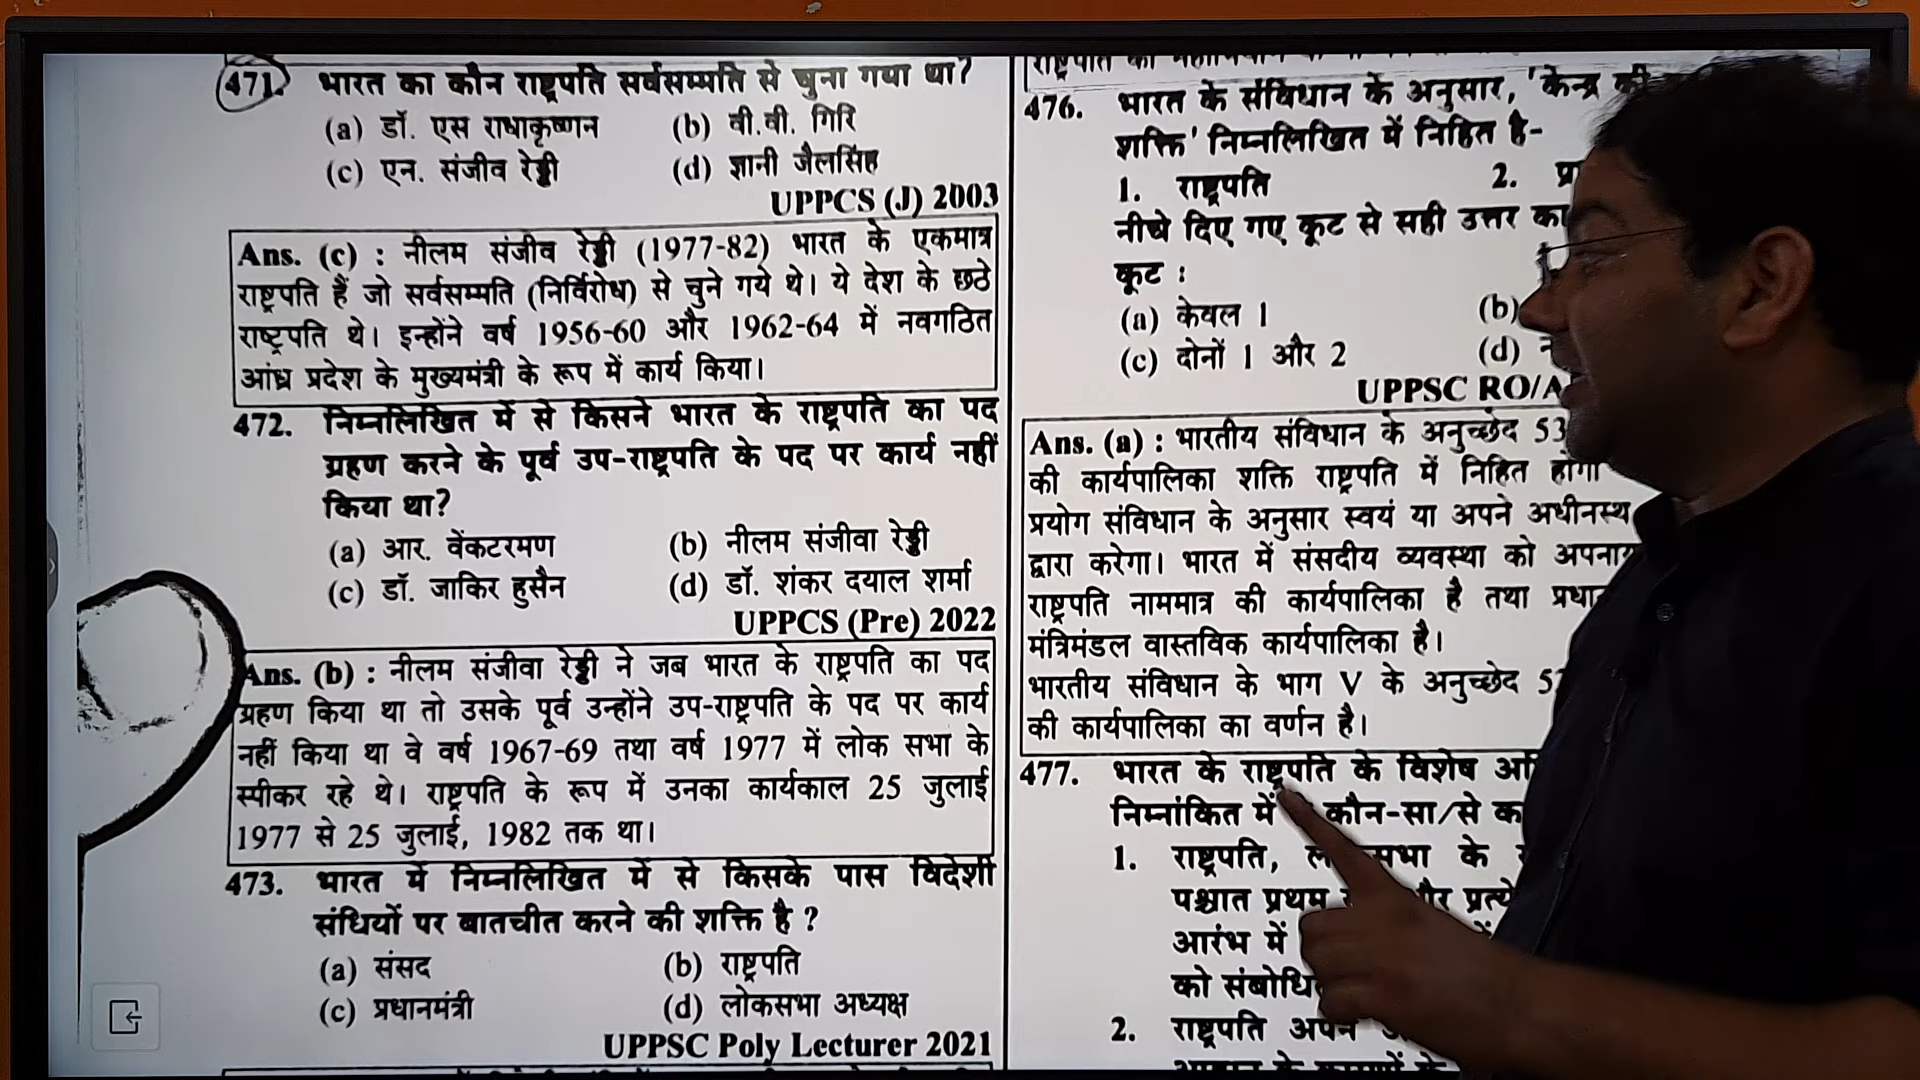 471. भारत का कौन राष्ट्रपति सर्वसम्मति से चुना गया था?
(a) डॉ. एस राधाकृष्णन (b) वी.वी. गिरि
(c) एन. संजीव रेड्डी (d) ज्ञानी जैलसिंह
UPPCS (J) 2003
Ans. (c) : नीलम संजीव रेड्डी (1977-82) भारत के एकमात्र
राष्ट्रपति हैं जो सर्वसम्मति (निर्विरोध) से चुने गये थे। ये देश के छठे
राष्ट्रपति थे। इन्होंने वर्ष 1956-60 और 1962-64 में नवगठित
आंध्र प्रदेश के मुख्यमंत्री के रूप में कार्य किया।
472. निम्नलिखित में से किसने भारत के राष्ट्रपति का पद
ग्रहण करने के पूर्व उप-राष्ट्रपति के पद पर कार्य नहीं
किया था?
(a) आर. वेंकटरमण (b) नीलम संजीवा रेड्डी
(c) डॉ. जाकिर हुसैन (d) डॉ. शंकर दयाल शर्मा
UPPCS (Pre) 2022
Ans. (b) : नीलम संजीवा रेड्डी ने जब भारत के राष्ट्रपति का पद
ग्रहण किया था तो उसके पूर्व उन्होंने उप-राष्ट्रपति के पद पर कार्य
नहीं किया था वे वर्ष 1967-69 तथा वर्ष 1977 में लोक सभा के
स्पीकर रहे थे। राष्ट्रपति के रूप में उनका कार्यकाल 25 जुलाई
1977 से 25 जुलाई, 1982 तक था।
473. भारत में निम्नलिखित में से किसके पास विदेशी
संधियों पर बातचीत करने की शक्ति है ?
(a) संसद (b) राष्ट्रपति
(c) प्रधानमंत्री (d) लोकसभा अध्यक्ष
UPPSC Poly Lecturer 2021
476. भारत के संविधान के अनुसार, 'केन्द्र की
शक्ति' निम्नलिखित में निहित है-
1. राष्ट्रपति 2.
नीचे दिए गए कूट से सही उत्तर का
कूट :
(a) केवल 1 (b)
(c) दोनों 1 और 2 (d)
UPPSC RO/A
Ans. (a) : भारतीय संविधान के अनुच्छेद 53
की कार्यपालिका शक्ति राष्ट्रपति में निहित होगी
प्रयोग संविधान के अनुसार स्वयं या अपने अधीनस्थ
द्वारा करेगा। भारत में संसदीय व्यवस्था को
राष्ट्रपति नाममात्र की कार्यपालिका है तथा
मंत्रिमंडल वास्तविक कार्यपालिका है।
भारतीय संविधान के भाग V के अनुच्छेद
की कार्यपालिका का वर्णन है।
477. भारत के राष्ट्रपति के विशेष
निम्नांकित में कौन-सा/से
1. राष्ट्रपति, के
पश्चात प्रथम
आरंभ में
को
2. राष्ट्रपति